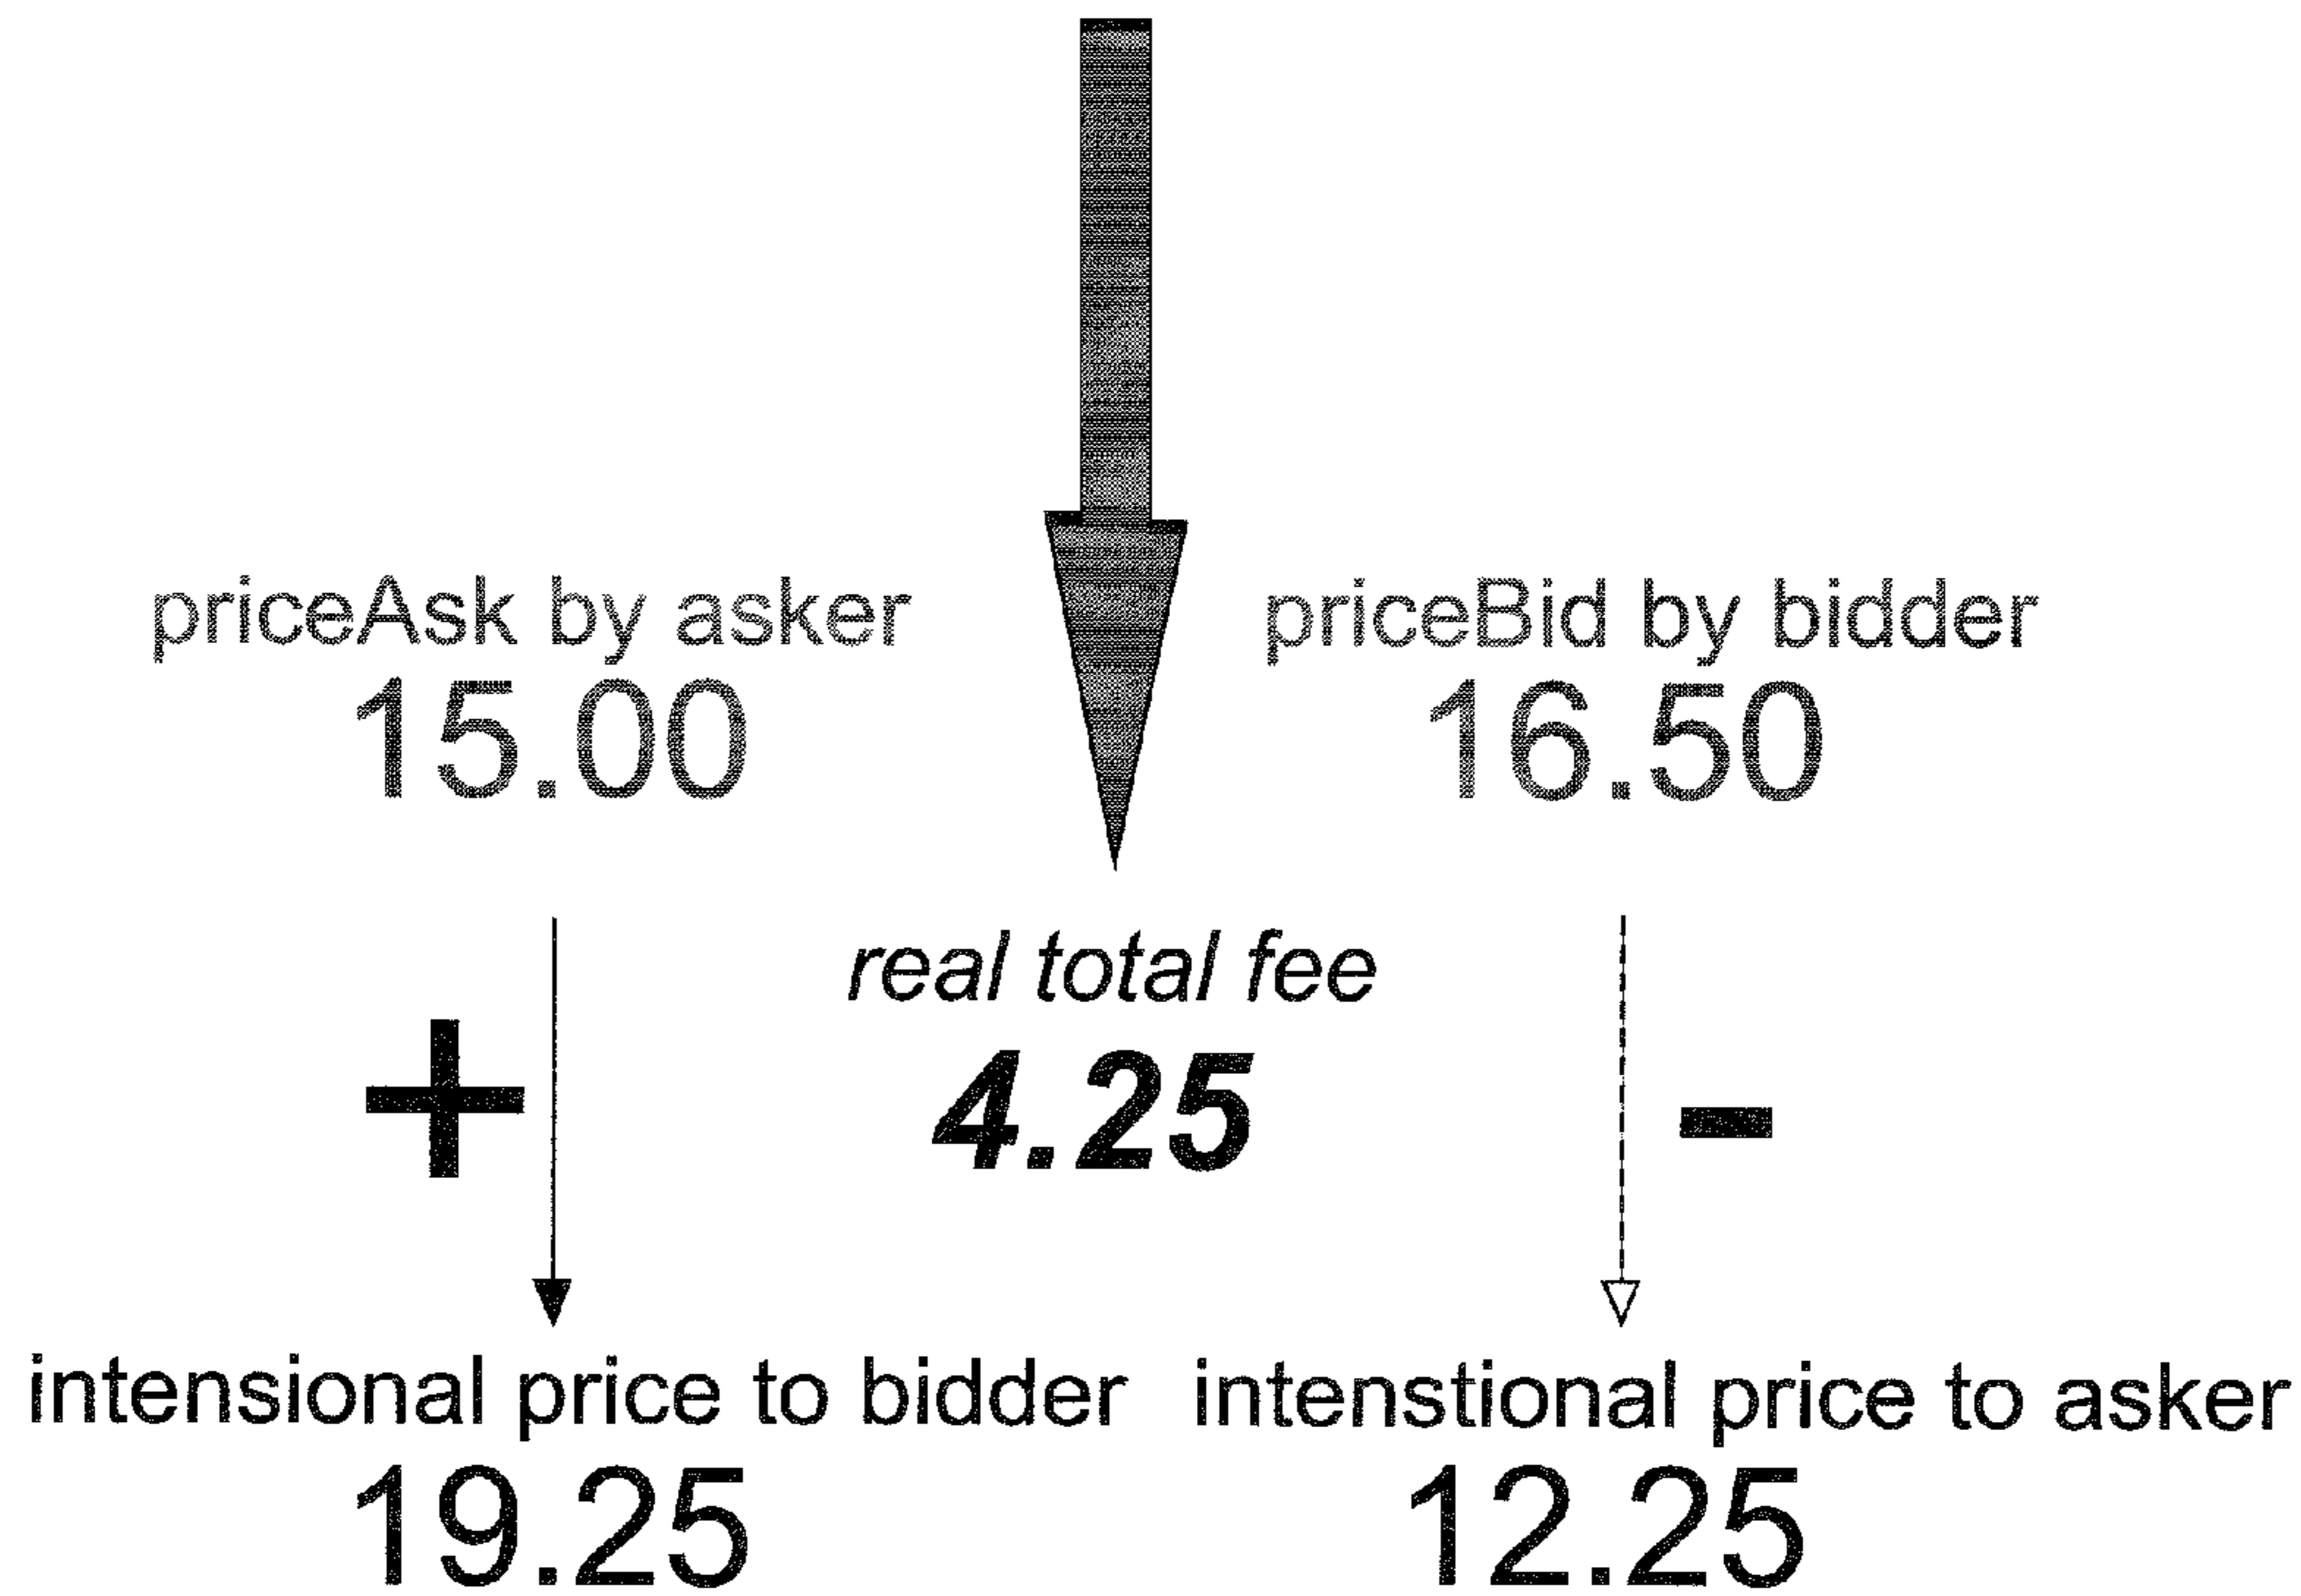 priceAsk by asker
15.00
priceBid by bidder
16.50
real total fee
4.25
+
-
intensional price to bidder
19.25
intenstional price to asker
12.25